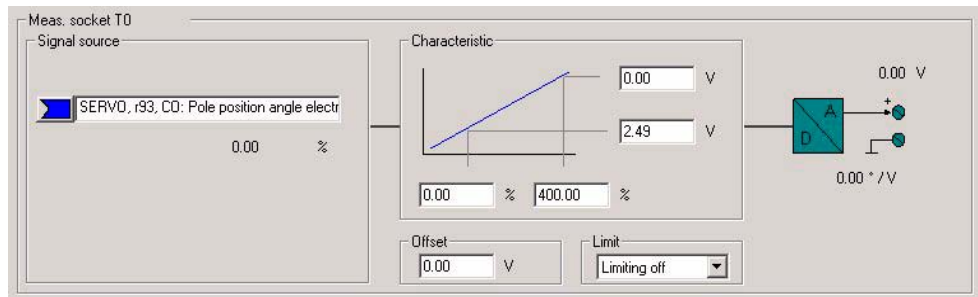 Meas. socket T0
Signal source
SERVO, r93, CO: Pole position angle electr
0.00 %
Characteristic
0.00 V
2.49 V
0.00 % 400.00 %
Offset
0.00 V
Limit
Limiting off
0.00 V
A
D
+
0.00 ° / V